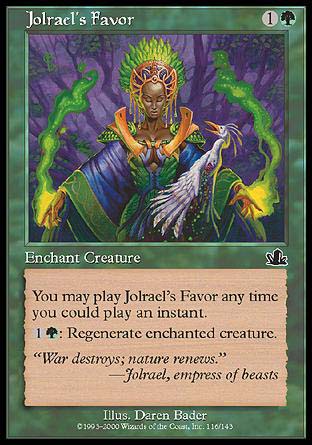 Jolrael's Favor 1
Enchant Creature
You may play Jolrael's Favor any time
you could play an instant.
1 : Regenerate enchanted creature.
"War destroys; nature renews."
—Jolrael, empress of beasts
Illus. Daren Bader
©1993-2000 Wizards of the Coast, Inc. 116/143